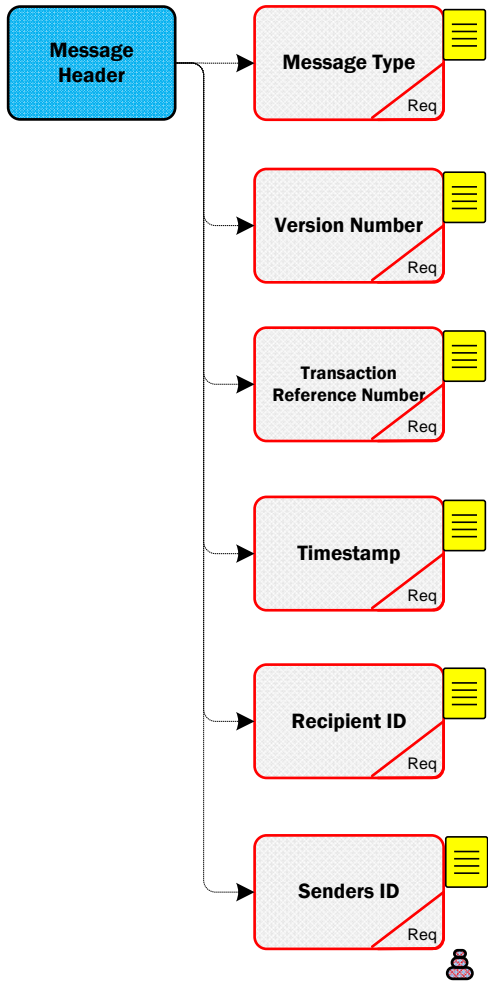 Message
Header
Message Type
Req
Version Number
Req
Transaction
Reference Number
Req
Timestamp
Req
Recipient ID
Req
Senders ID
Req